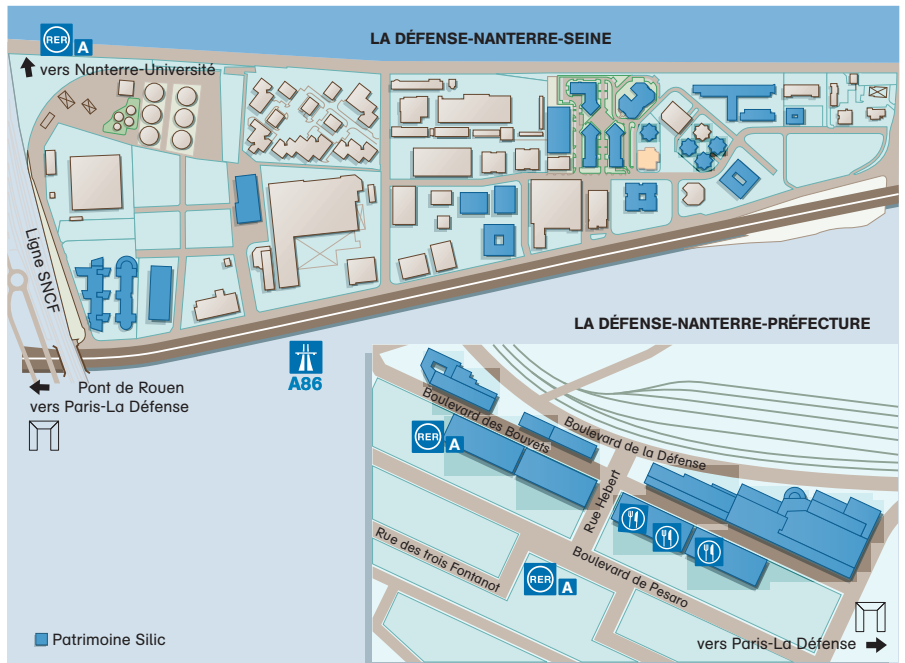 LA DÉFENSE-NANTERRE-SEINE
RER A
vers Nanterre-Université
Ligne SNCF
A86
Pont de Rouen
vers Paris-La Défense
LA DÉFENSE-NANTERRE-PRÉFECTURE
Boulevard des Bouvets
RER A
Boulevard de la Défense
Rue Hebert
Rue des trois Fontanot
Boulevard de Pesaro
RER A
vers Paris-La Défense
Patrimoine Silic